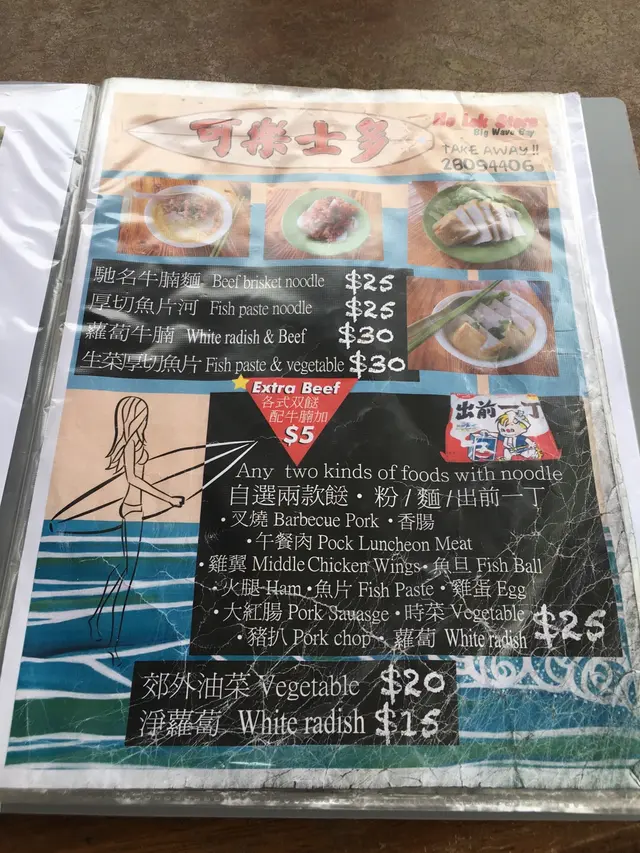 可樂士多
Ho Lok Store
Big Wave Bay
TAKE AWAY!!
28094406
馳名牛腩麵 Beef brisket noodle $25
厚切魚片河 Fish paste noodle $25
蘿蔔牛腩 White radish & Beef $30
生菜厚切魚片 Fish paste & vegetable $30
Extra Beef
各式双餸
配牛腩加
$5
出前一丁
Any two kinds of foods with noodle
自選兩款餸・粉/麵/出前一丁
・叉燒 Barbecue Pork・香腸
・午餐肉 Pock Luncheon Meat
・雞翼 Middle Chicken Wings・魚旦 Fish Ball
・火腿 Ham・魚片 Fish Paste・雞蛋 Egg
・大紅腸 Pork Sauasge・時菜 Vegetable
・豬扒 Pork chop・蘿蔔 White radish $25
郊外油菜 Vegetable $20
淨蘿蔔 White radish $15